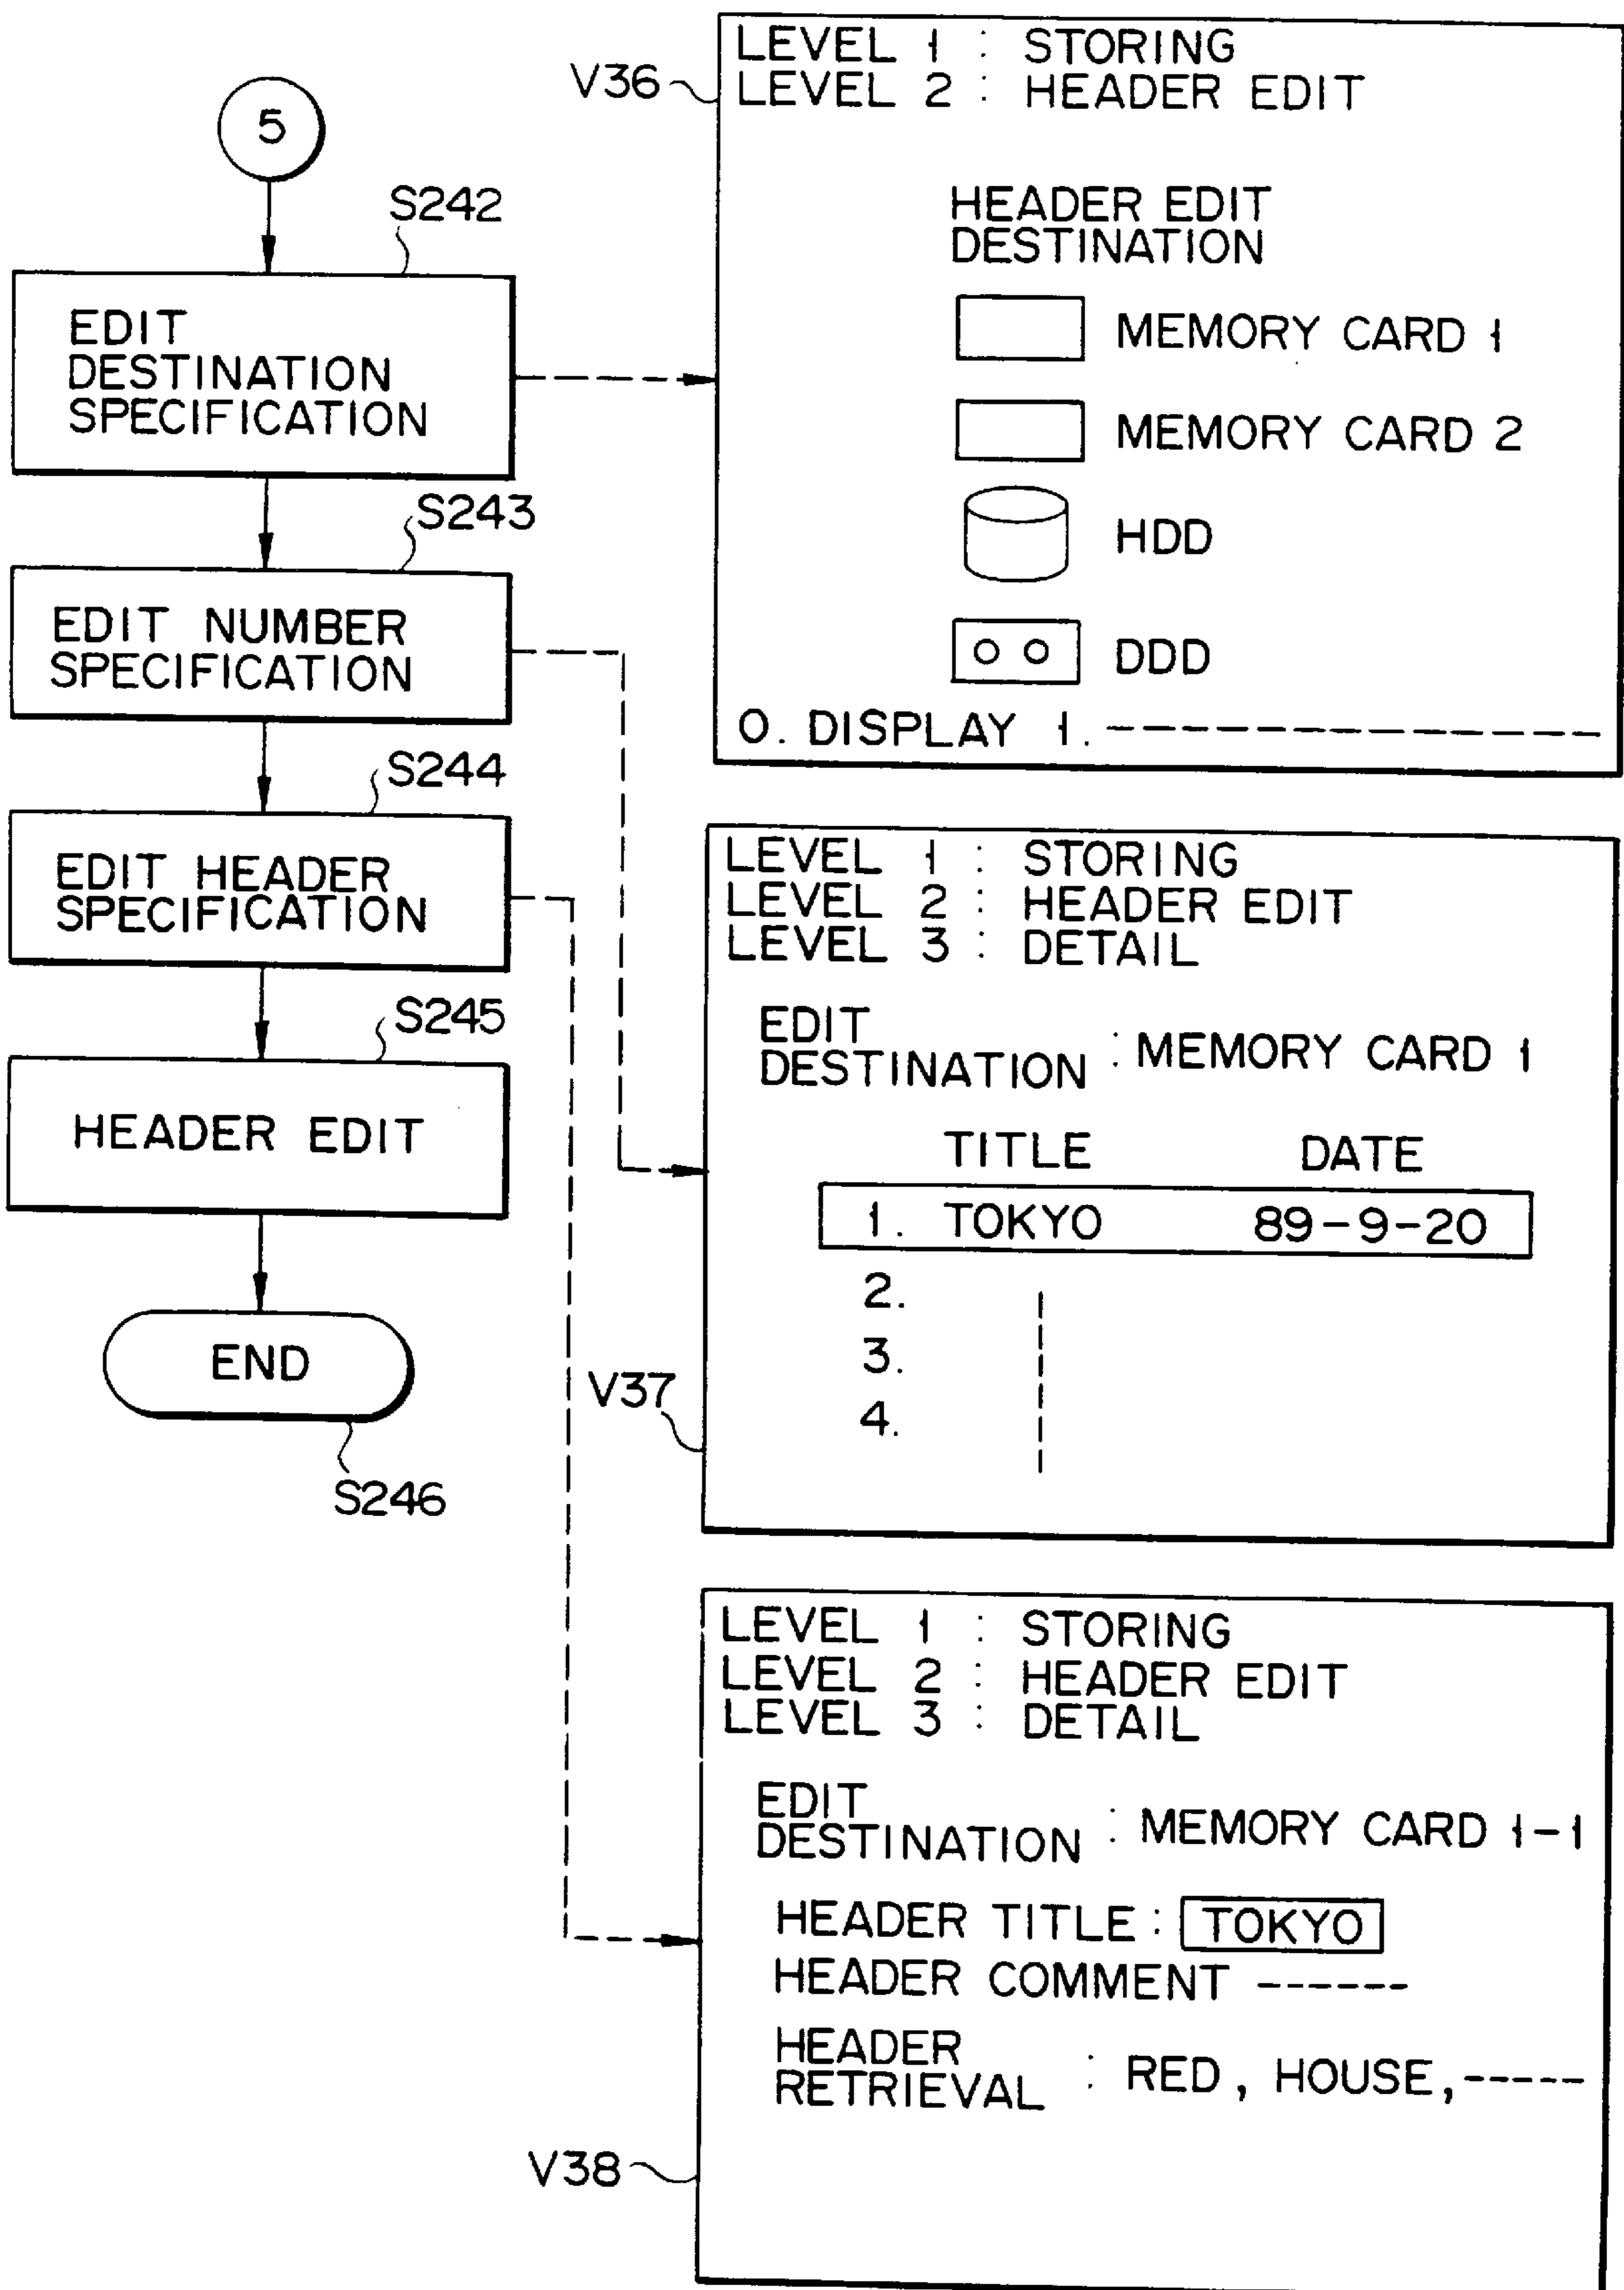 5
S242
EDIT
DESTINATION
SPECIFICATION
S243
EDIT NUMBER
SPECIFICATION
S244
EDIT HEADER
SPECIFICATION
S245
HEADER EDIT
END
S246
V36
LEVEL 1 : STORING
LEVEL 2 : HEADER EDIT
HEADER EDIT
DESTINATION
MEMORY CARD 1
MEMORY CARD 2
HDD
DDD
0. DISPLAY 1. -------------
V37
LEVEL 1 : STORING
LEVEL 2 : HEADER EDIT
LEVEL 3 : DETAIL
EDIT
DESTINATION : MEMORY CARD 1
TITLE DATE
1. TOKYO 89-9-20
2.
3.
4.
V38
LEVEL 1 : STORING
LEVEL 2 : HEADER EDIT
LEVEL 3 : DETAIL
EDIT
DESTINATION : MEMORY CARD 1-1
HEADER TITLE : TOKYO
HEADER COMMENT ------
HEADER
RETRIEVAL : RED, HOUSE,-----